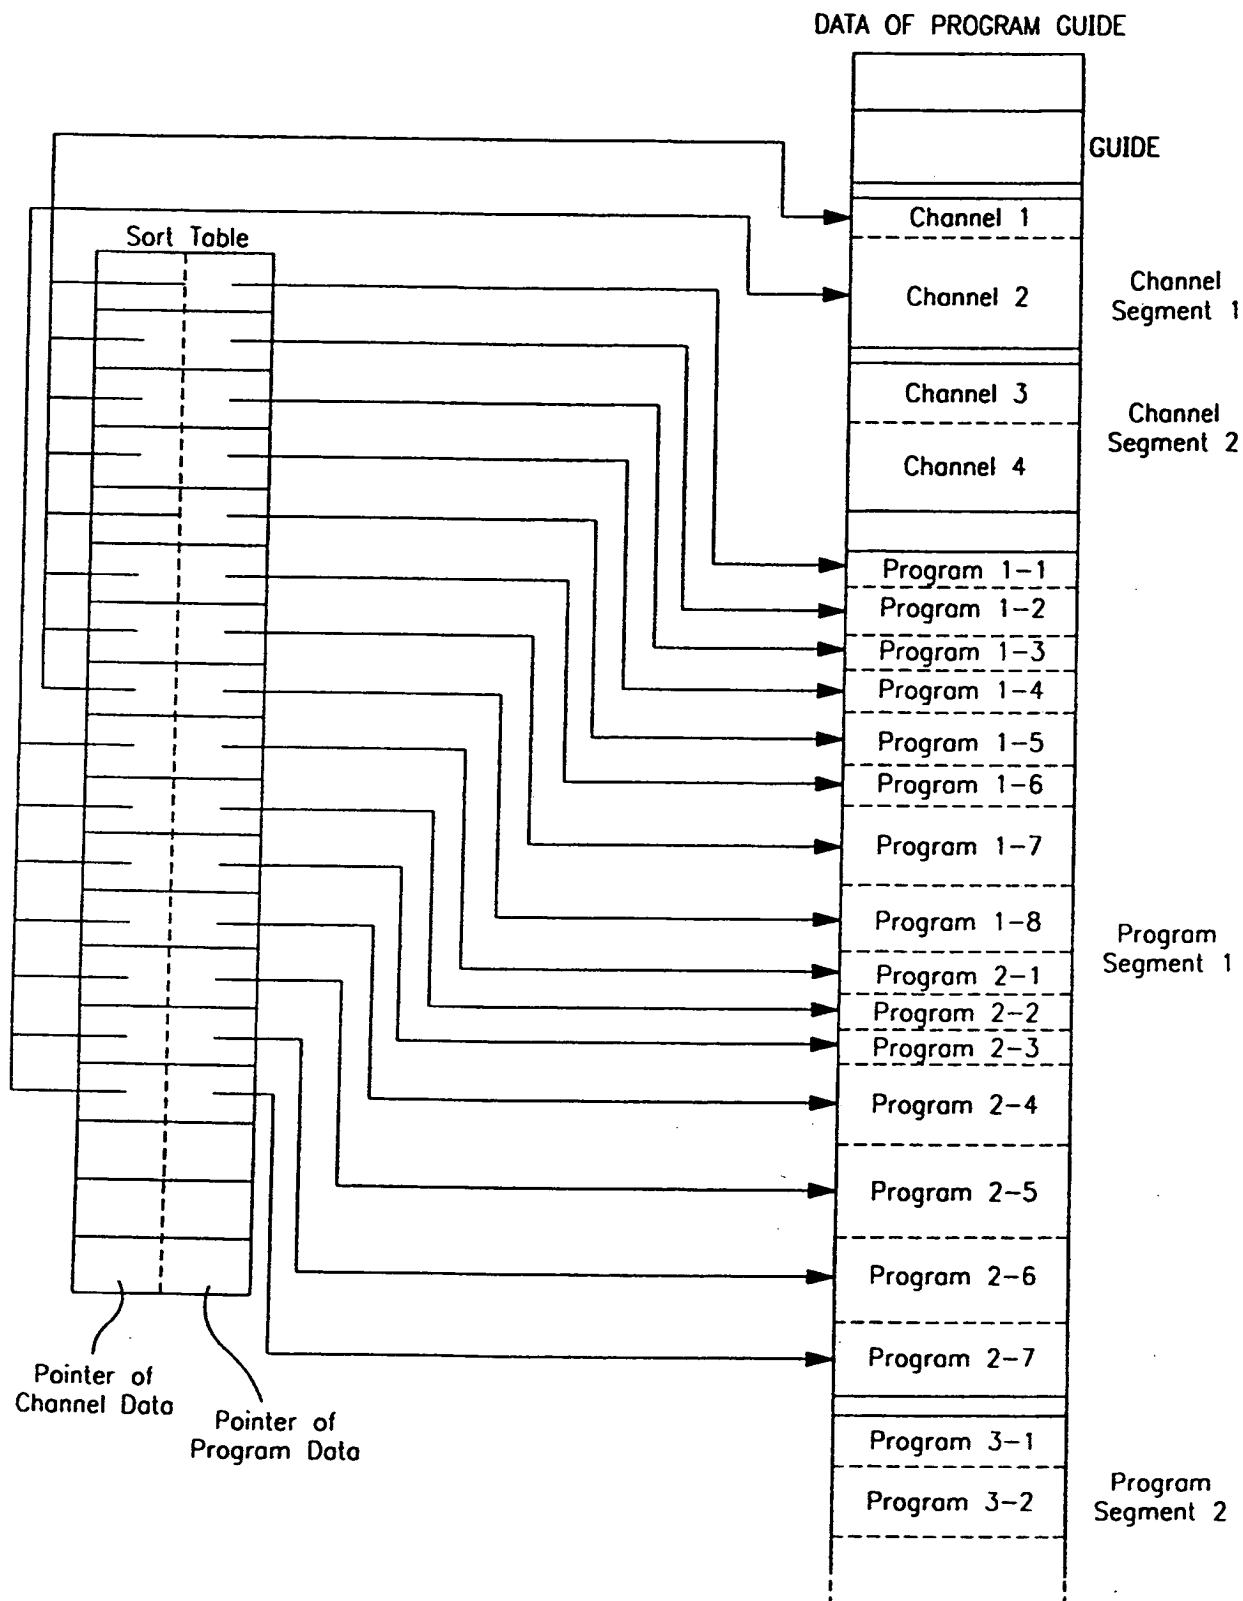 DATA OF PROGRAM GUIDE
GUIDE
Channel 1
Channel 2
Channel
Segment 1
Channel 3
Channel 4
Channel
Segment 2
Sort Table
Program 1-1
Program 1-2
Program 1-3
Program 1-4
Program 1-5
Program 1-6
Program 1-7
Program 1-8
Program 2-1
Program 2-2
Program 2-3
Program 2-4
Program 2-5
Program 2-6
Program 2-7
Program
Segment 1
Pointer of
Channel Data
Pointer of
Program Data
Program 3-1
Program 3-2
Program
Segment 2